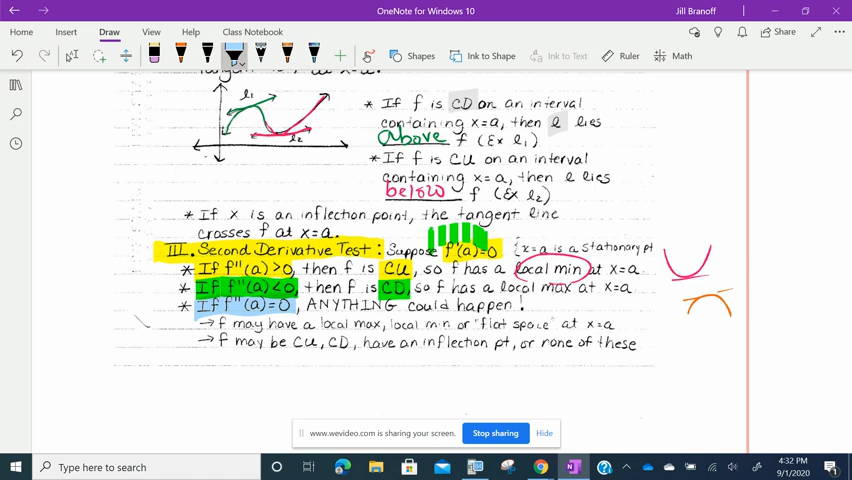 OneNote for Windows 10
Jill Branoff
Home Insert Draw View Help Class Notebook
Share
Shapes Ink to Shape Ink to Text Ruler Math
tangent at x=a.
l1
l2
* If f is CD on an interval
containing x=a, then l lies
above f (Ex l1)
* If f is CU on an interval
containing x=a, then l lies
below f (Ex l2)
* If x is an inflection point, the tangent line
crosses f at x=a.
III. Second Derivative Test: Suppose f'(a)=0 {x=a is a stationary pt
* If f''(a)>0, then f is CU, so f has a local min at x=a
* If f''(a)<0, then f is CD, so f has a local max at x=a
* If f''(a)=0, ANYTHING could happen!
→ f may have a local max, local min or "flat space" at x=a
→ f may be CU, CD, have an inflection pt, or none of these
www.wevideo.com is sharing your screen. Stop sharing Hide
Type here to search
4:32 PM
9/1/2020